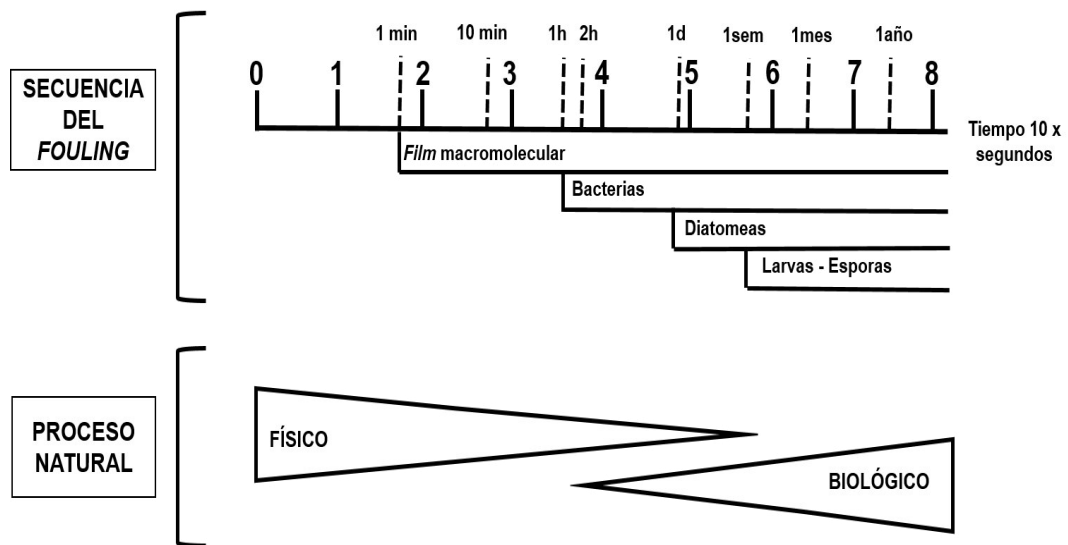 1 min 10 min 1h 2h 1d 1sem 1mes 1año
0 1 2 3 4 5 6 7 8
SECUENCIA
DEL
FOULING
Tiempo 10 x
segundos
Film macromolecular
Bacterias
Diatomeas
Larvas - Esporas
PROCESO
NATURAL
FÍSICO
BIOLÓGICO